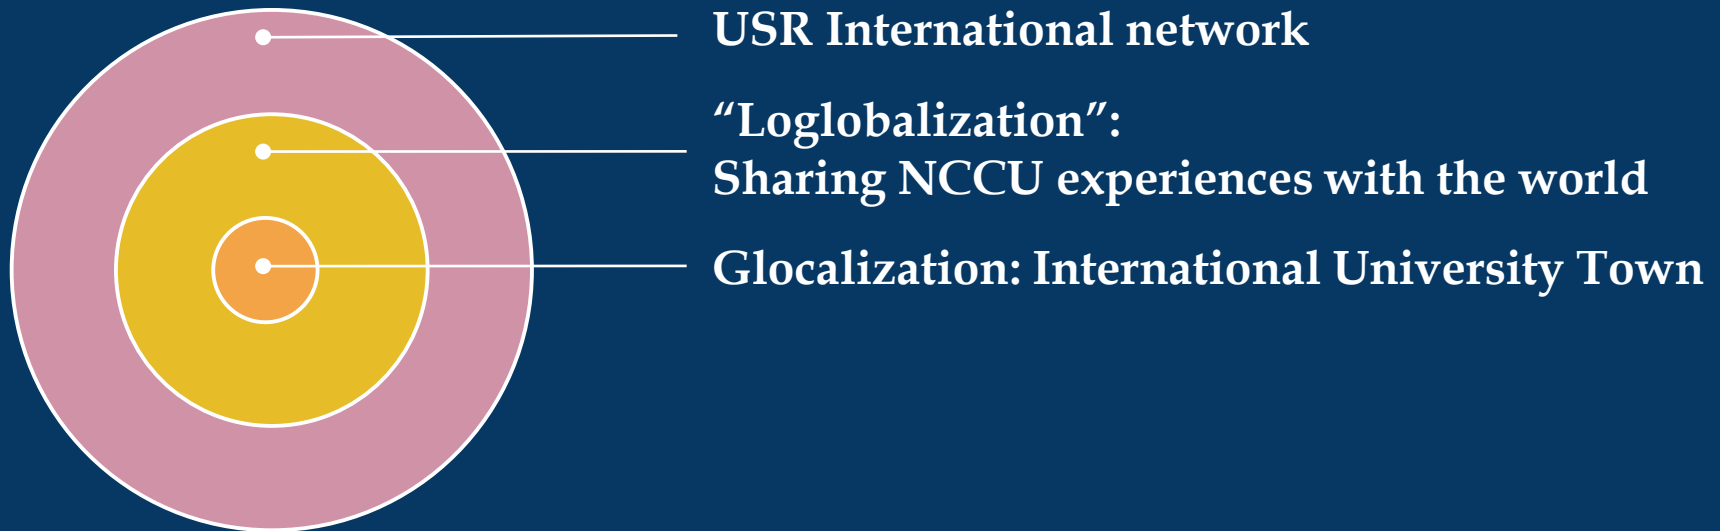 USR International network
“Loglobalization”:
Sharing NCCU experiences with the world
Glocalization: International University Town